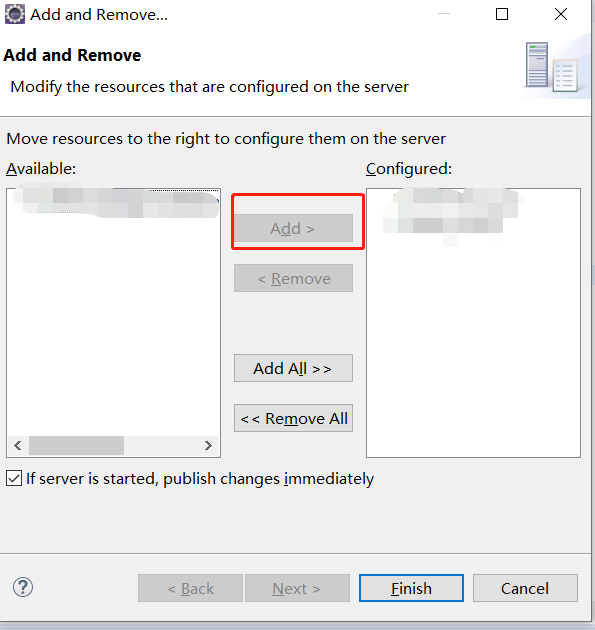 Add and Remove...
Add and Remove
Modify the resources that are configured on the server
Move resources to the right to configure them on the server
Available:
Configured:
Add >
< Remove
Add All >>
<< Remove All
If server is started, publish changes immediately
< Back
Next >
Finish
Cancel